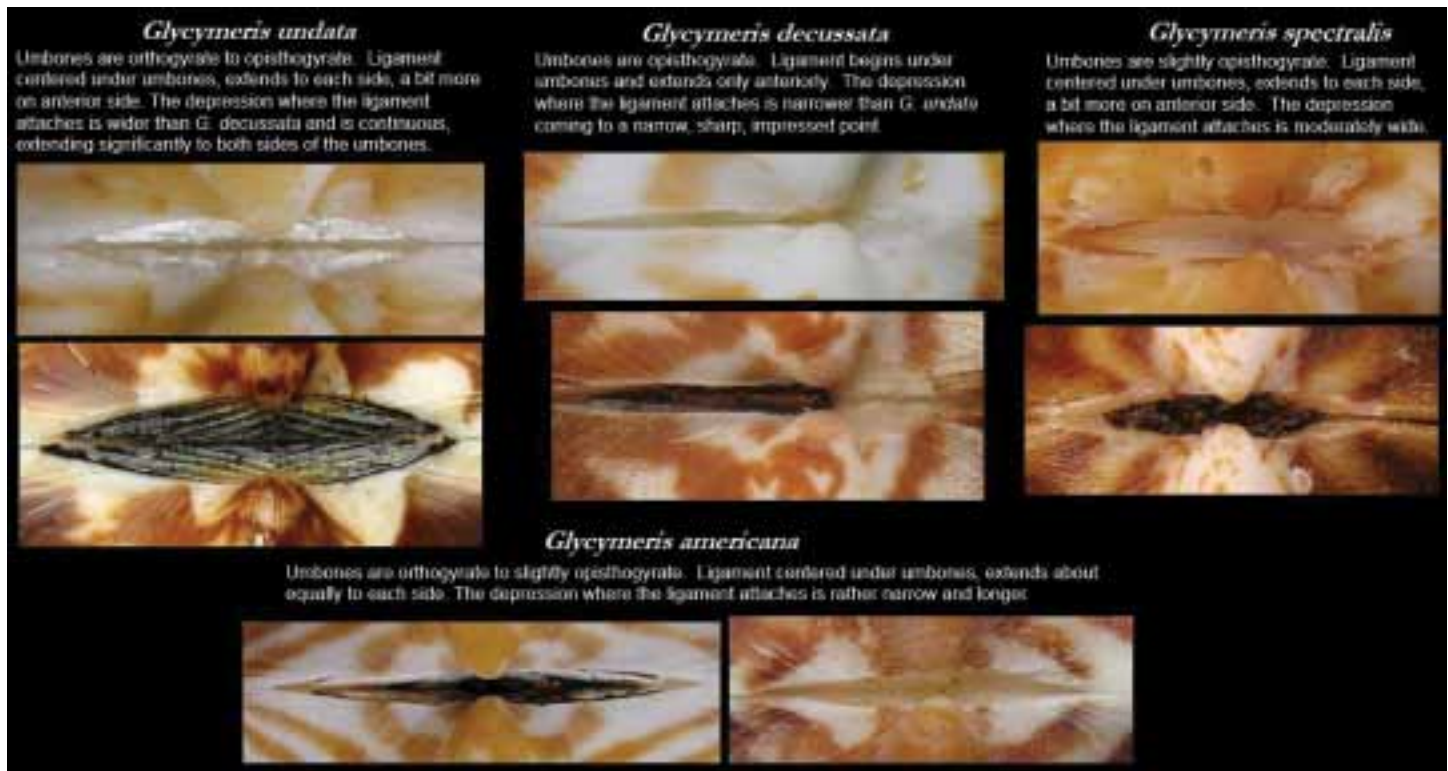 Glycymeris undata
Umbones are orthogyrate to opisthogyrate. Ligament
centered under umbones, extends to each side, a bit more
on anterior side. The depression where the ligament
attaches is wider than G. decussata and is continuous,
extending significantly to both sides of the umbones.
Glycymeris decussata
Umbones are opisthogyrate. Ligament begins under
umbones and extends only anteriorly. The depression
where the ligament attaches is narrower than G. undata
coming to a narrow, sharp, impressed point.
Glycymeris spectralis
Umbones are slightly opisthogyrate. Ligament
centered under umbones, extends to each side,
a bit more on anterior side. The depression
where the ligament attaches is moderately wide.
Glycymeris americana
Umbones are orthogyrate to slightly opisthogyrate. Ligament centered under umbones, extends about
equally to each side. The depression where the ligament attaches is rather narrow and longer.